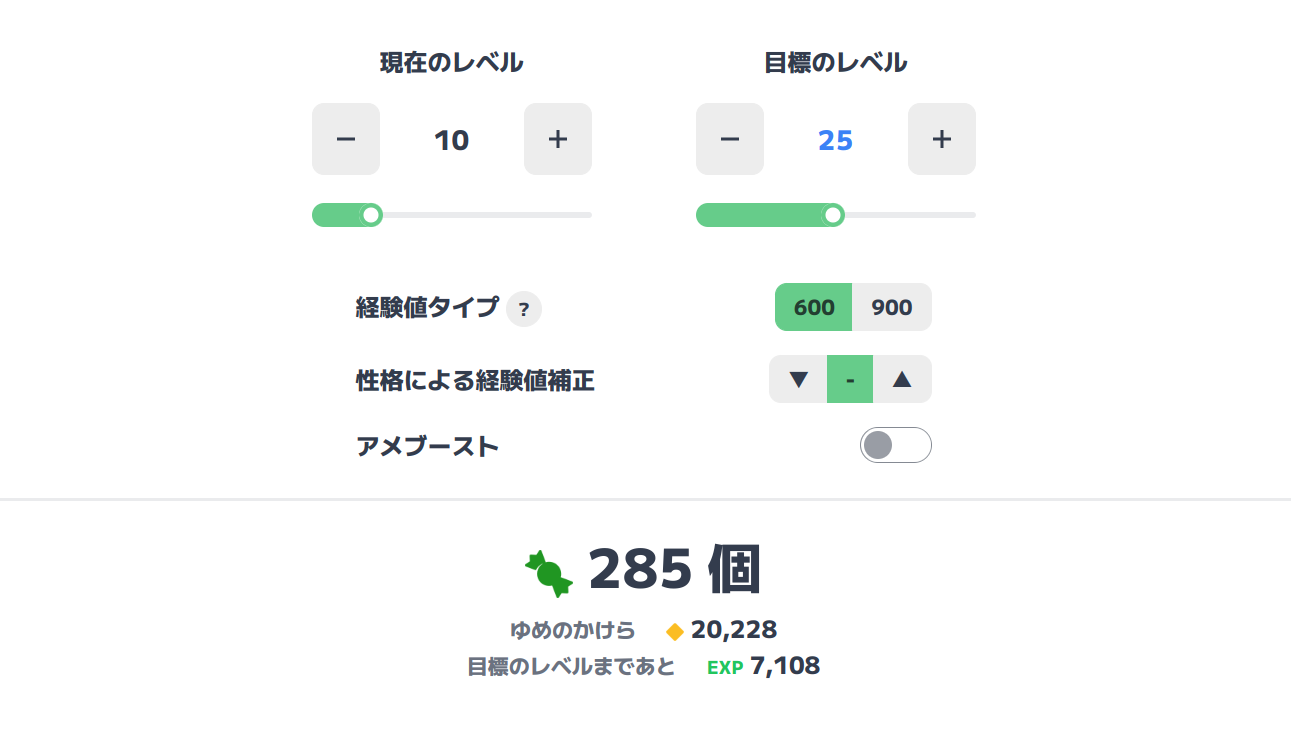 現在のレベル 目標のレベル
− 10 + − 25 +
経験値タイプ ? 600 900
性格による経験値補正 ▼ - ▲
アメブースト
285 個
ゆめのかけら 20,228
目標のレベルまであと EXP 7,108